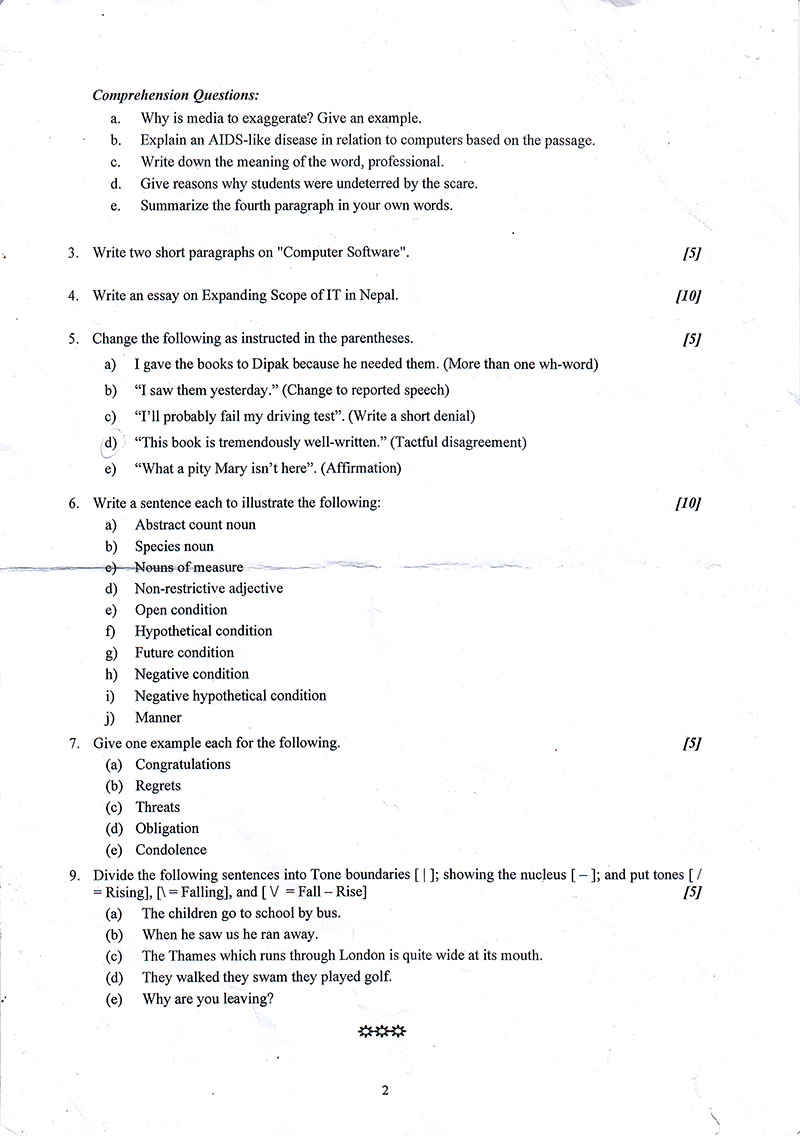 Comprehension Questions:
a. Why is media to exaggerate? Give an example.
b. Explain an AIDS-like disease in relation to computers based on the passage.
c. Write down the meaning of the word, professional.
d. Give reasons why students were undeterred by the scare.
e. Summarize the fourth paragraph in your own words.
3. Write two short paragraphs on "Computer Software". [5]
4. Write an essay on Expanding Scope of IT in Nepal. [10]
5. Change the following as instructed in the parentheses. [5]
a) I gave the books to Dipak because he needed them. (More than one wh-word)
b) “I saw them yesterday.” (Change to reported speech)
c) “I’ll probably fail my driving test”. (Write a short denial)
d) “This book is tremendously well-written.” (Tactful disagreement)
e) “What a pity Mary isn’t here”. (Affirmation)
6. Write a sentence each to illustrate the following: [10]
a) Abstract count noun
b) Species noun
c) Nouns of measure
d) Non-restrictive adjective
e) Open condition
f) Hypothetical condition
g) Future condition
h) Negative condition
i) Negative hypothetical condition
j) Manner
7. Give one example each for the following. [5]
(a) Congratulations
(b) Regrets
(c) Threats
(d) Obligation
(e) Condolence
9. Divide the following sentences into Tone boundaries [ | ]; showing the nucleus [ – ]; and put tones [ /
= Rising], [\ = Falling], and [ \/ = Fall – Rise] [5]
(a) The children go to school by bus.
(b) When he saw us he ran away.
(c) The Thames which runs through London is quite wide at its mouth.
(d) They walked they swam they played golf.
(e) Why are you leaving?
2